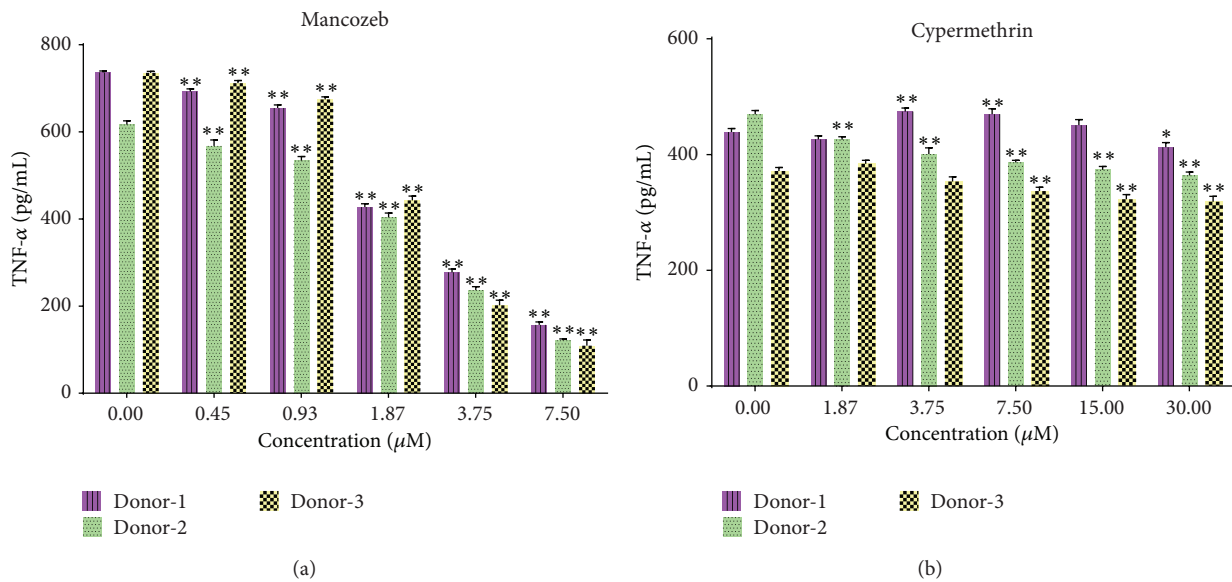 Mancozeb
800
600
400
200
0
TNF-α (pg/mL)
** ** ** ** ** ** ** ** ** ** ** ** ** ** **
0.00 0.45 0.93 1.87 3.75 7.50
Concentration (μM)
Donor-1
Donor-2
Donor-3
(a)
Cypermethrin
600
400
200
0
TNF-α (pg/mL)
** ** ** ** ** ** ** ** ** * ** **
0.00 1.87 3.75 7.50 15.00 30.00
Concentration (μM)
Donor-1
Donor-2
Donor-3
(b)